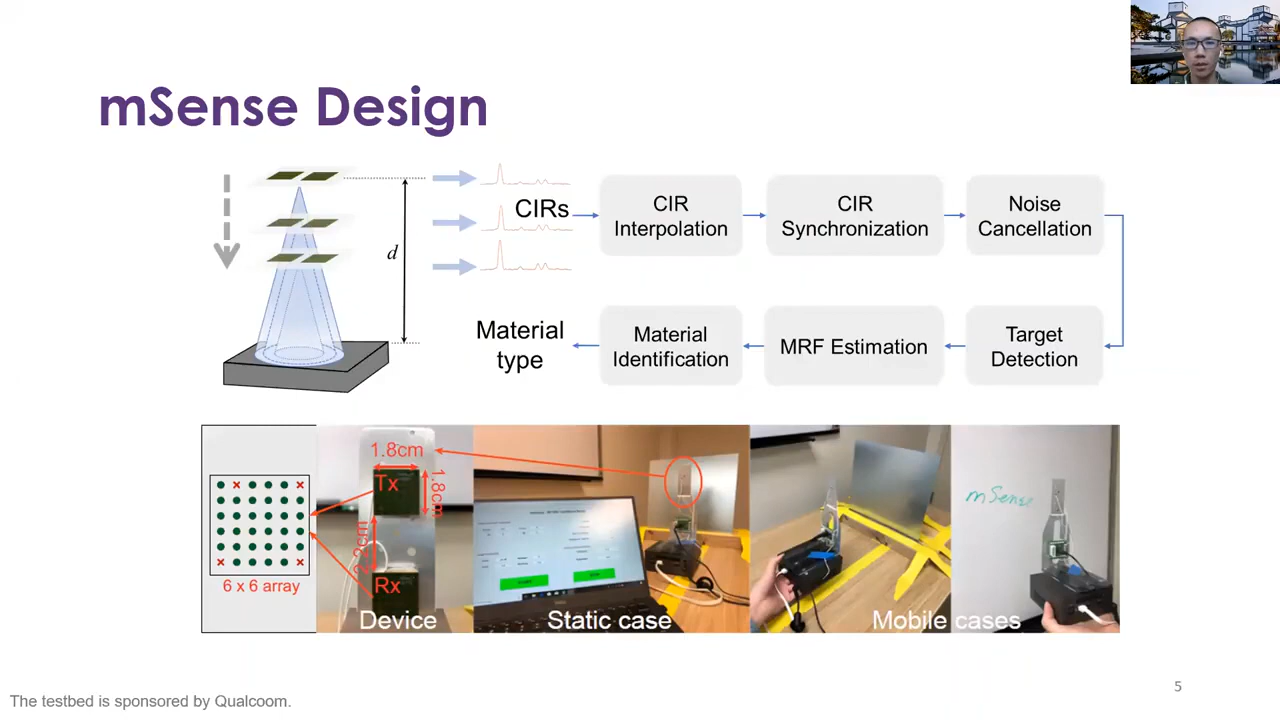 mSense Design
d
CIRs
CIR
Interpolation
CIR
Synchronization
Noise
Cancellation
Material
type
Material
Identification
MRF Estimation
Target
Detection
1.8cm
Tx
1.8cm
2.2cm
Rx
6 x 6 array
Device
Static case
mSense
Mobile cases
The testbed is sponsored by Qualcoom.
5